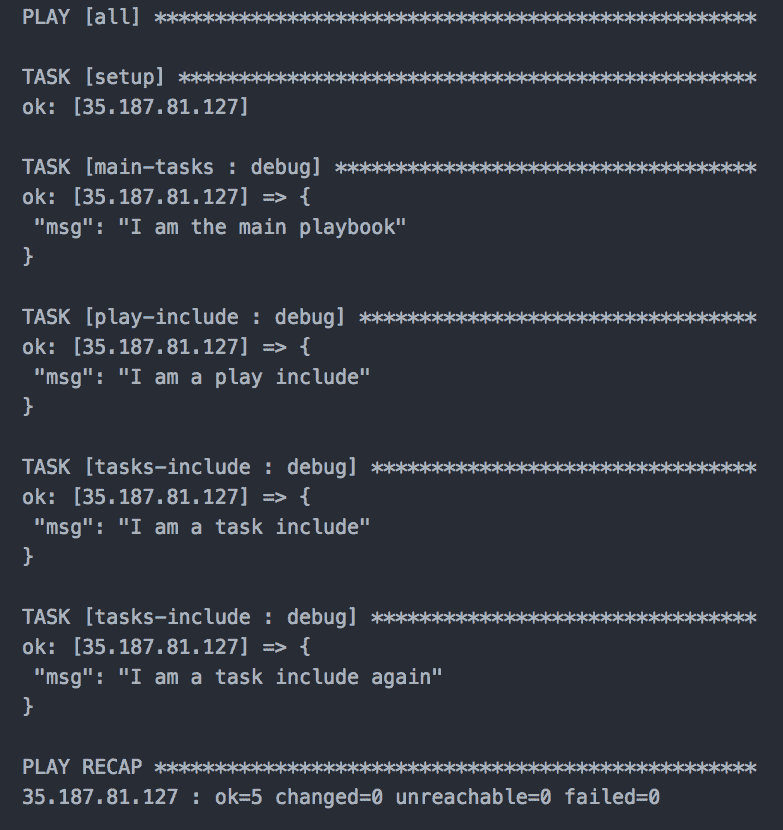 PLAY [all] **************************************************
TASK [setup] ************************************************
ok: [35.187.81.127]
TASK [main-tasks : debug] ***********************************
ok: [35.187.81.127] => {
"msg": "I am the main playbook"
}
TASK [play-include : debug] *********************************
ok: [35.187.81.127] => {
"msg": "I am a play include"
}
TASK [tasks-include : debug] ********************************
ok: [35.187.81.127] => {
"msg": "I am a task include"
}
TASK [tasks-include : debug] ********************************
ok: [35.187.81.127] => {
"msg": "I am a task include again"
}
PLAY RECAP **************************************************
35.187.81.127 : ok=5 changed=0 unreachable=0 failed=0